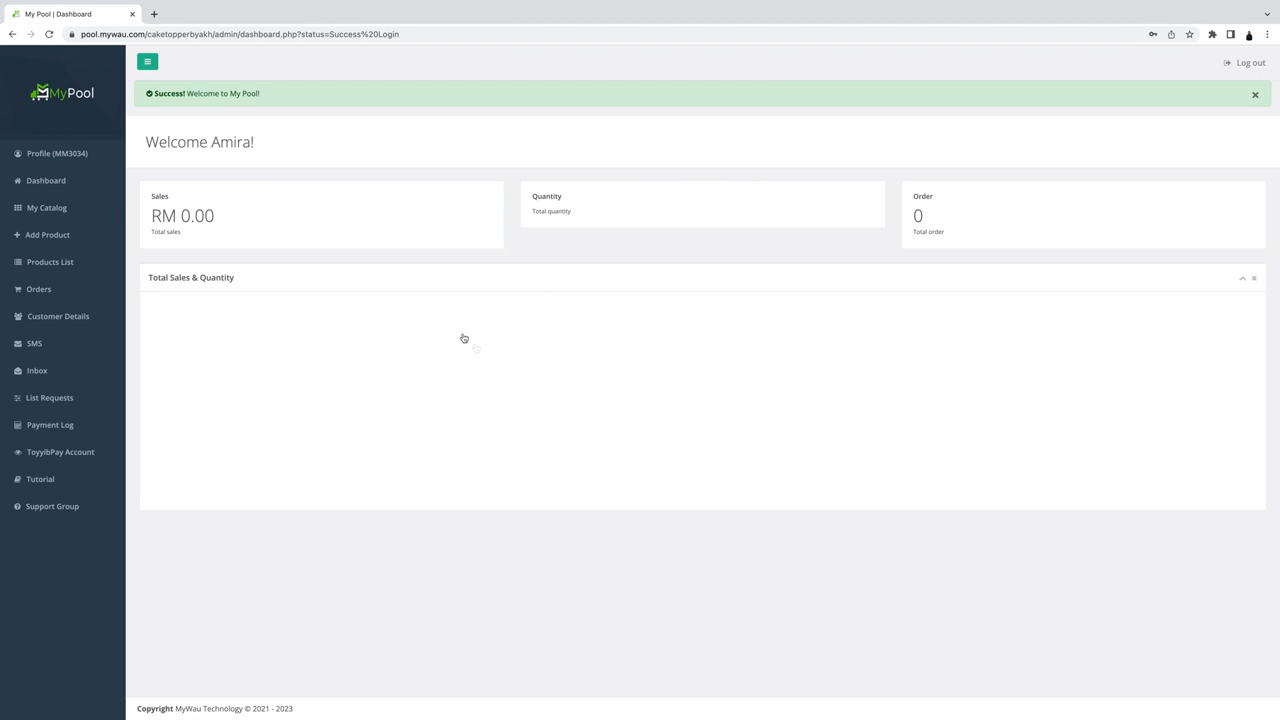 My Pool | Dashboard
pool.mywau.com/caketopperbyakh/admin/dashboard.php?status=Success%20Login
MyPool
Log out
Success! Welcome to My Pool!
Welcome Amira!
Profile (MM3034)
Dashboard
My Catalog
Add Product
Products List
Orders
Customer Details
SMS
Inbox
List Requests
Payment Log
ToyyibPay Account
Tutorial
Support Group
Sales
RM 0.00
Total sales
Quantity
Total quantity
Order
0
Total order
Total Sales & Quantity
Copyright MyWau Technology © 2021 - 2023